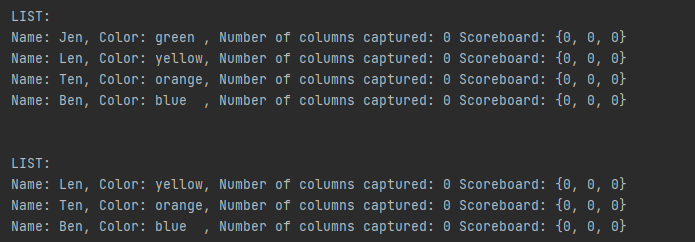 LIST:
Name: Jen, Color: green , Number of columns captured: 0 Scoreboard: {0, 0, 0}
Name: Len, Color: yellow, Number of columns captured: 0 Scoreboard: {0, 0, 0}
Name: Ten, Color: orange, Number of columns captured: 0 Scoreboard: {0, 0, 0}
Name: Ben, Color: blue  , Number of columns captured: 0 Scoreboard: {0, 0, 0}
LIST:
Name: Len, Color: yellow, Number of columns captured: 0 Scoreboard: {0, 0, 0}
Name: Ten, Color: orange, Number of columns captured: 0 Scoreboard: {0, 0, 0}
Name: Ben, Color: blue  , Number of columns captured: 0 Scoreboard: {0, 0, 0}